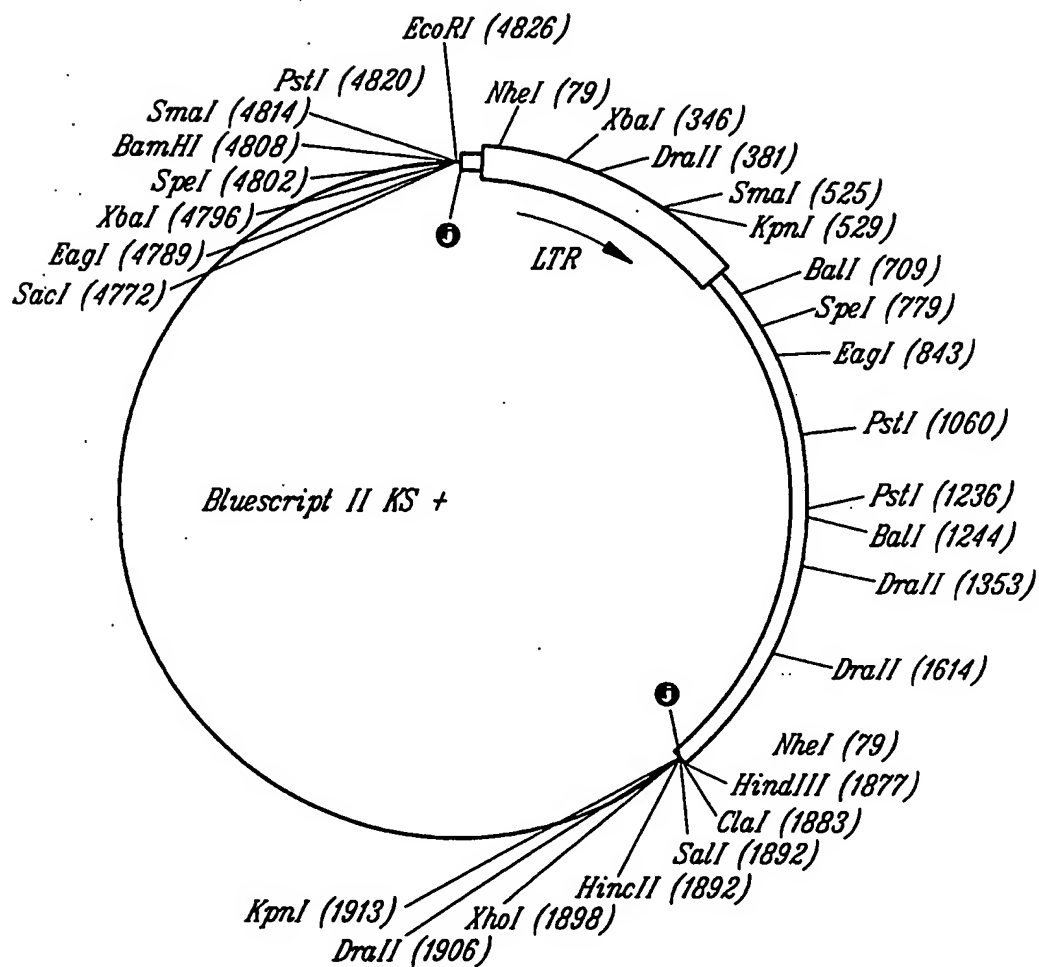 EcoRI (4826)
PstI (4820)
SmaI (4814)
BamHI (4808)
SpeI (4802)
XbaI (4796)
EagI (4789)
SacI (4772)
NheI (79)
XbaI (346)
DraII (381)
SmaI (525)
KpnI (529)
BalI (709)
SpeI (779)
EagI (843)
PstI (1060)
PstI (1236)
BalI (1244)
DraII (1353)
DraII (1614)
j
LTR
Bluescript II KS +
j
NheI (79)
HindIII (1877)
ClaI (1883)
SalI (1892)
HincII (1892)
XhoI (1898)
DraII (1906)
KpnI (1913)